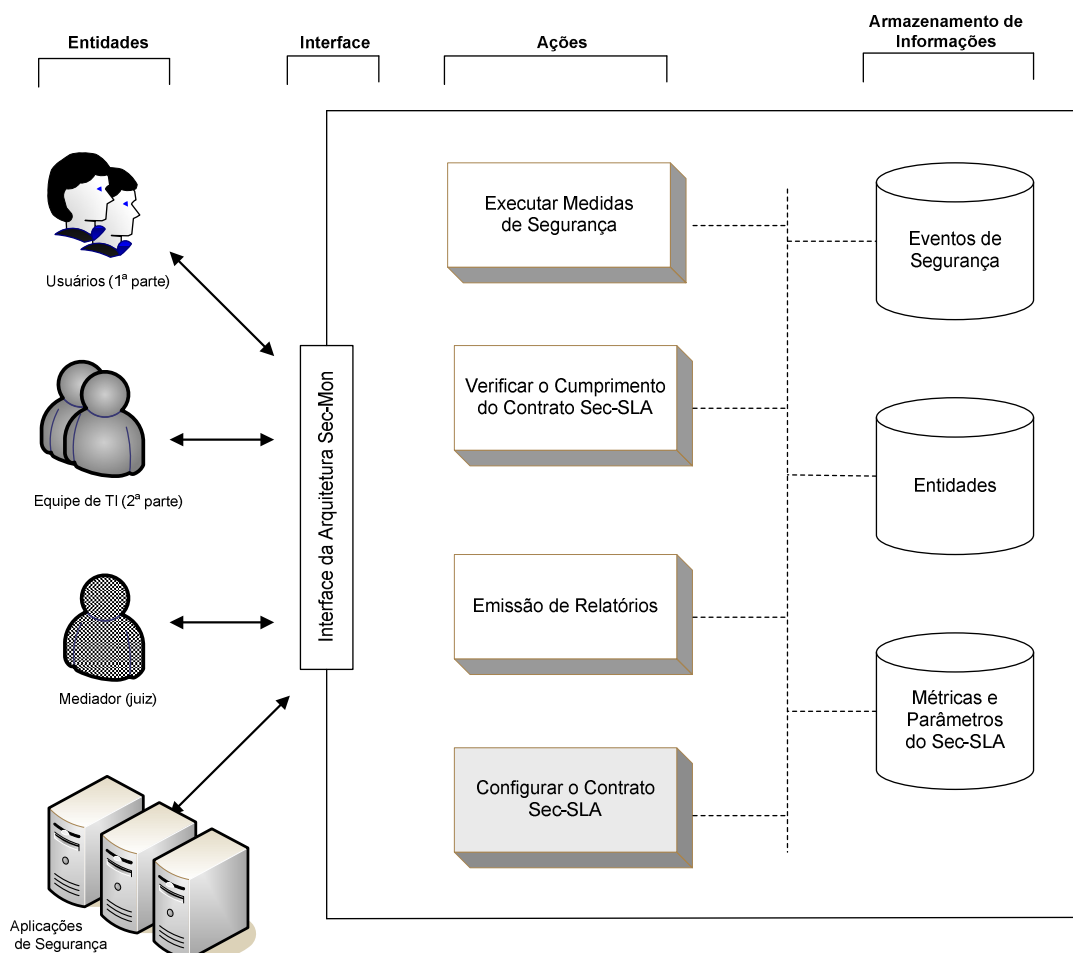 Entidades
Interface
Ações
Armazenamento de
Informações
Usuários (1ª parte)
Equipe de TI (2ª parte)
Mediador (juiz)
Aplicações
de Segurança
Interface da Arquitetura Sec-Mon
Executar Medidas
de Segurança
Verificar o Cumprimento
do Contrato Sec-SLA
Emissão de Relatórios
Configurar o Contrato
Sec-SLA
Eventos de
Segurança
Entidades
Métricas e
Parâmetros
do Sec-SLA